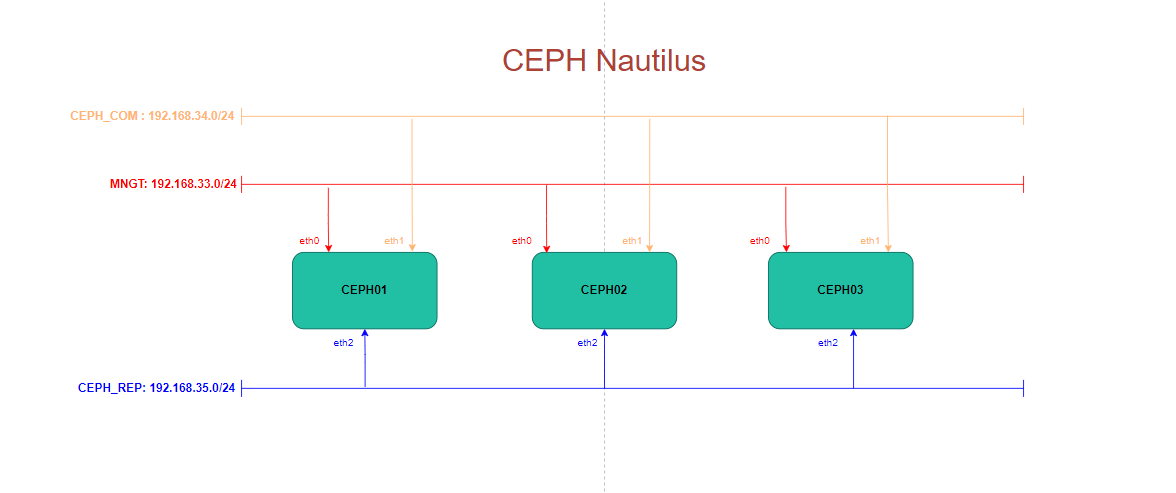 CEPH Nautilus
CEPH_COM : 192.168.34.0/24
MNGT: 192.168.33.0/24
eth0 eth1 eth0 eth1 eth0 eth1
CEPH01 CEPH02 CEPH03
eth2 eth2 eth2
CEPH_REP: 192.168.35.0/24